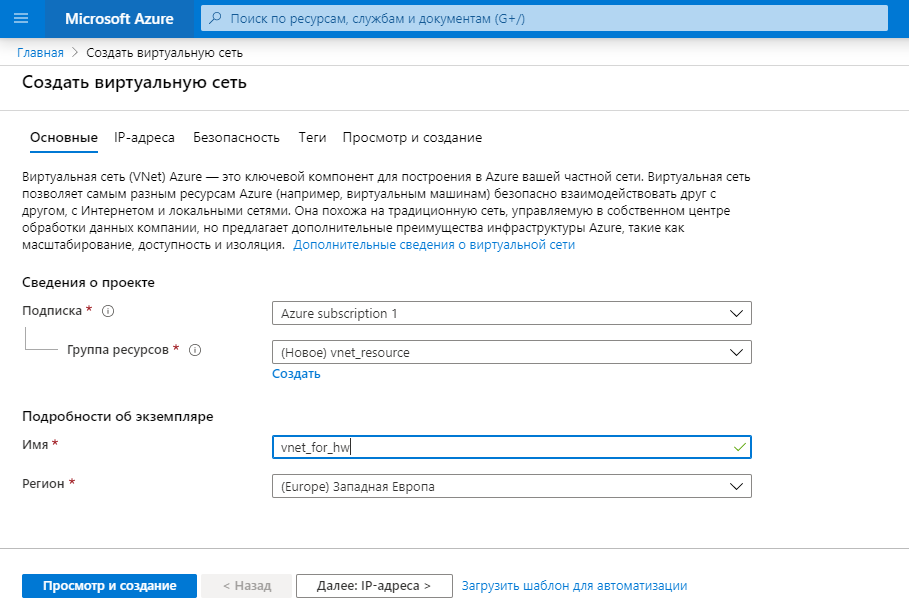 Microsoft Azure
Поиск по ресурсам, службам и документам (G+/)
Главная > Создать виртуальную сеть
Создать виртуальную сеть
Основные IP-адреса Безопасность Теги Просмотр и создание
Виртуальная сеть (VNet) Azure — это ключевой компонент для построения в Azure вашей частной сети. Виртуальная сеть
позволяет самым разным ресурсам Azure (например, виртуальным машинам) безопасно взаимодействовать друг с
другом, с Интернетом и локальными сетями. Она похожа на традиционную сеть, управляемую в собственном центре
обработки данных компании, но предлагает дополнительные преимущества инфраструктуры Azure, такие как
масштабирование, доступность и изоляция. Дополнительные сведения о виртуальной сети
Сведения о проекте
Подписка * Azure subscription 1
Группа ресурсов * (Новое) vnet_resource
Создать
Подробности об экземпляре
Имя * vnet_for_hw
Регион * (Europe) Западная Европа
Просмотр и создание < Назад Далее: IP-адреса > Загрузить шаблон для автоматизации